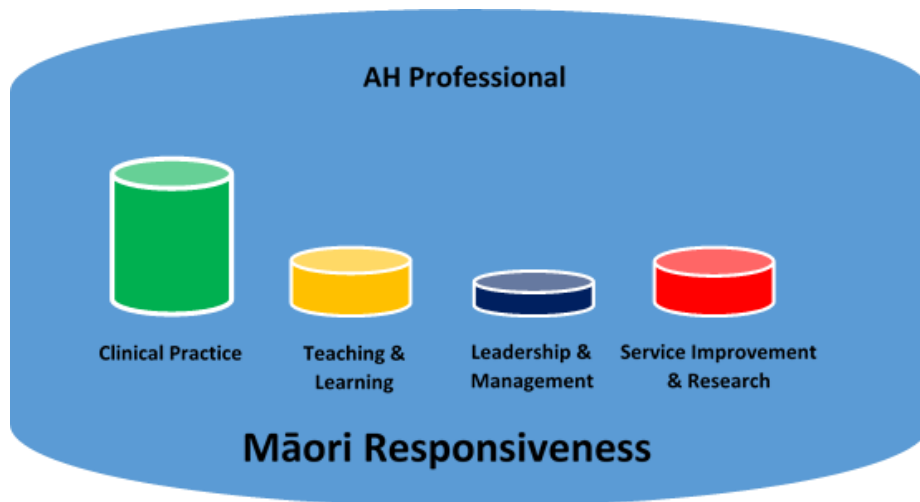 AH Professional
Clinical Practice
Teaching &
Learning
Leadership &
Management
Service Improvement
& Research
Māori Responsiveness